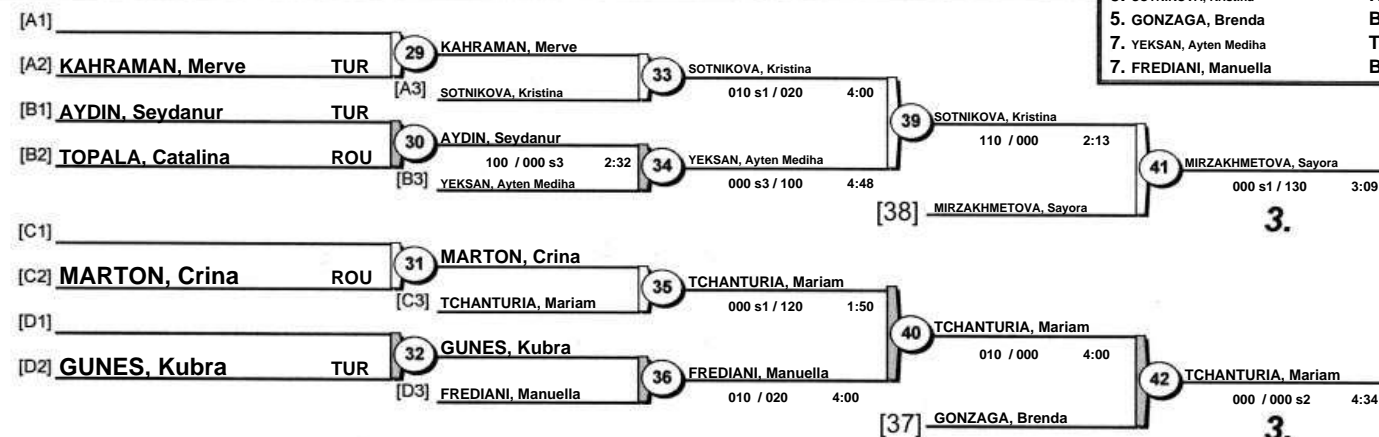 5. GONZAGA, Brenda B
7. YEKSAN, Ayten Mediha T
7. FREDIANI, Manuella B
[A1]
[A2] KAHRAMAN, Merve TUR
29 KAHRAMAN, Merve
[A3] SOTNIKOVA, Kristina
33 SOTNIKOVA, Kristina
010 s1 / 020 4:00
[B1] AYDIN, Seydanur TUR
[B2] TOPALA, Catalina ROU
30 AYDIN, Seydanur
100 / 000 s3 2:32
[B3] YEKSAN, Ayten Mediha
34 YEKSAN, Ayten Mediha
000 s3 / 100 4:48
39 SOTNIKOVA, Kristina
110 / 000 2:13
[38] MIRZAKHMETOVA, Sayora
41 MIRZAKHMETOVA, Sayora
000 s1 / 130 3:09
3.
[C1]
[C2] MARTON, Crina ROU
31 MARTON, Crina
[C3] TCHANTURIA, Mariam
35 TCHANTURIA, Mariam
000 s1 / 120 1:50
[D1]
[D2] GUNES, Kubra TUR
32 GUNES, Kubra
[D3] FREDIANI, Manuella
36 FREDIANI, Manuella
010 / 020 4:00
40 TCHANTURIA, Mariam
010 / 000 4:00
[37] GONZAGA, Brenda
42 TCHANTURIA, Mariam
000 / 000 s2 4:34
3.